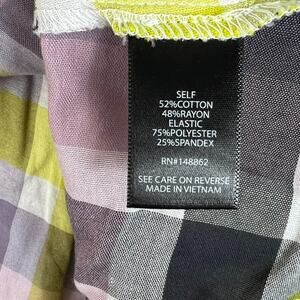 SELF
52%COTTON
48%RAYON
ELASTIC
75%POLYESTER
25%SPANDEX
RN#148862
SEE CARE ON REVERSE
MADE IN VIETNAM